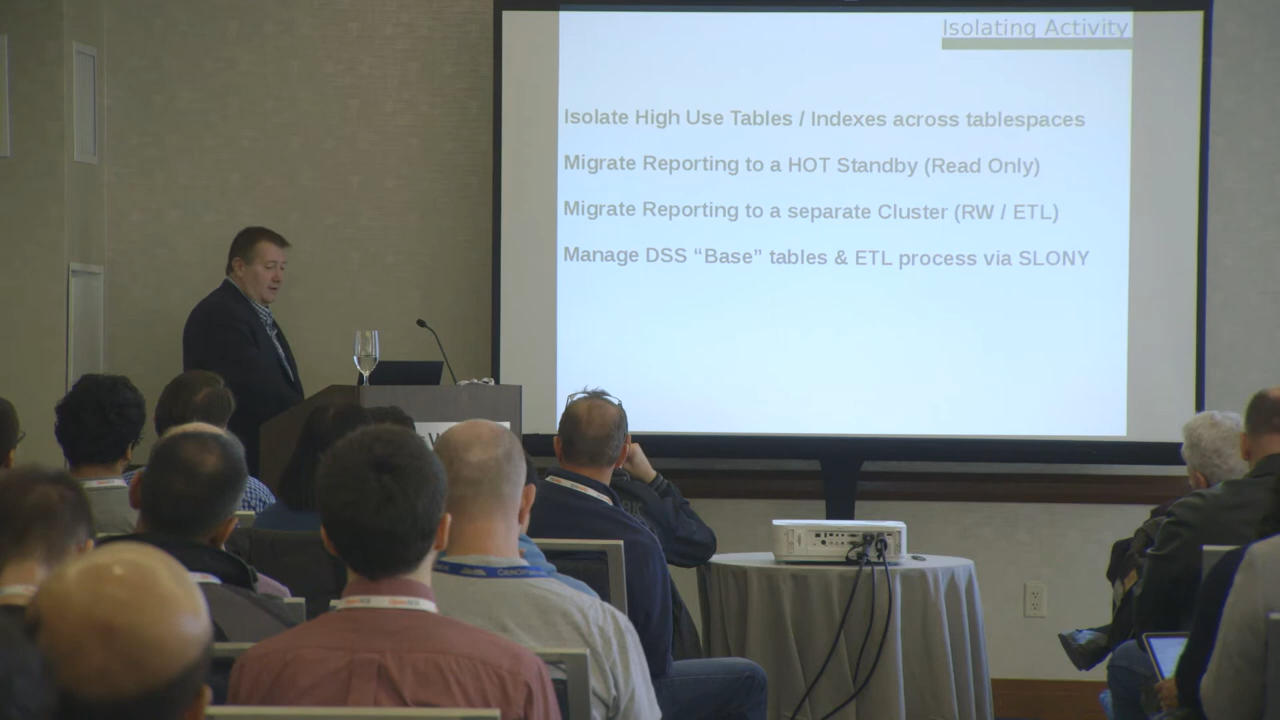 Isolating Activity
Isolate High Use Tables / Indexes across tablespaces
Migrate Reporting to a HOT Standby (Read Only)
Migrate Reporting to a separate Cluster (RW / ETL)
Manage DSS “Base” tables & ETL process via SLONY